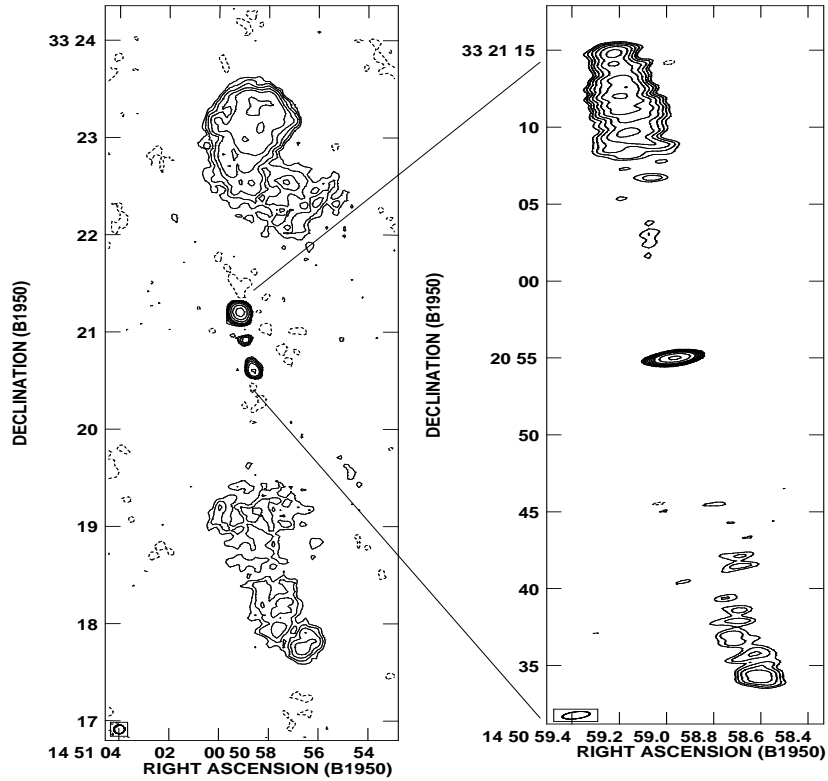 33 24
23
22
21
20
19
18
17
DECLINATION (B1950)
14 51 04 02 00 50 58 56 54
RIGHT ASCENSION (B1950)
33 21 15
10
05
00
20 55
50
45
40
35
DECLINATION (B1950)
14 50 59.4 59.2 59.0 58.8 58.6 58.4
RIGHT ASCENSION (B1950)